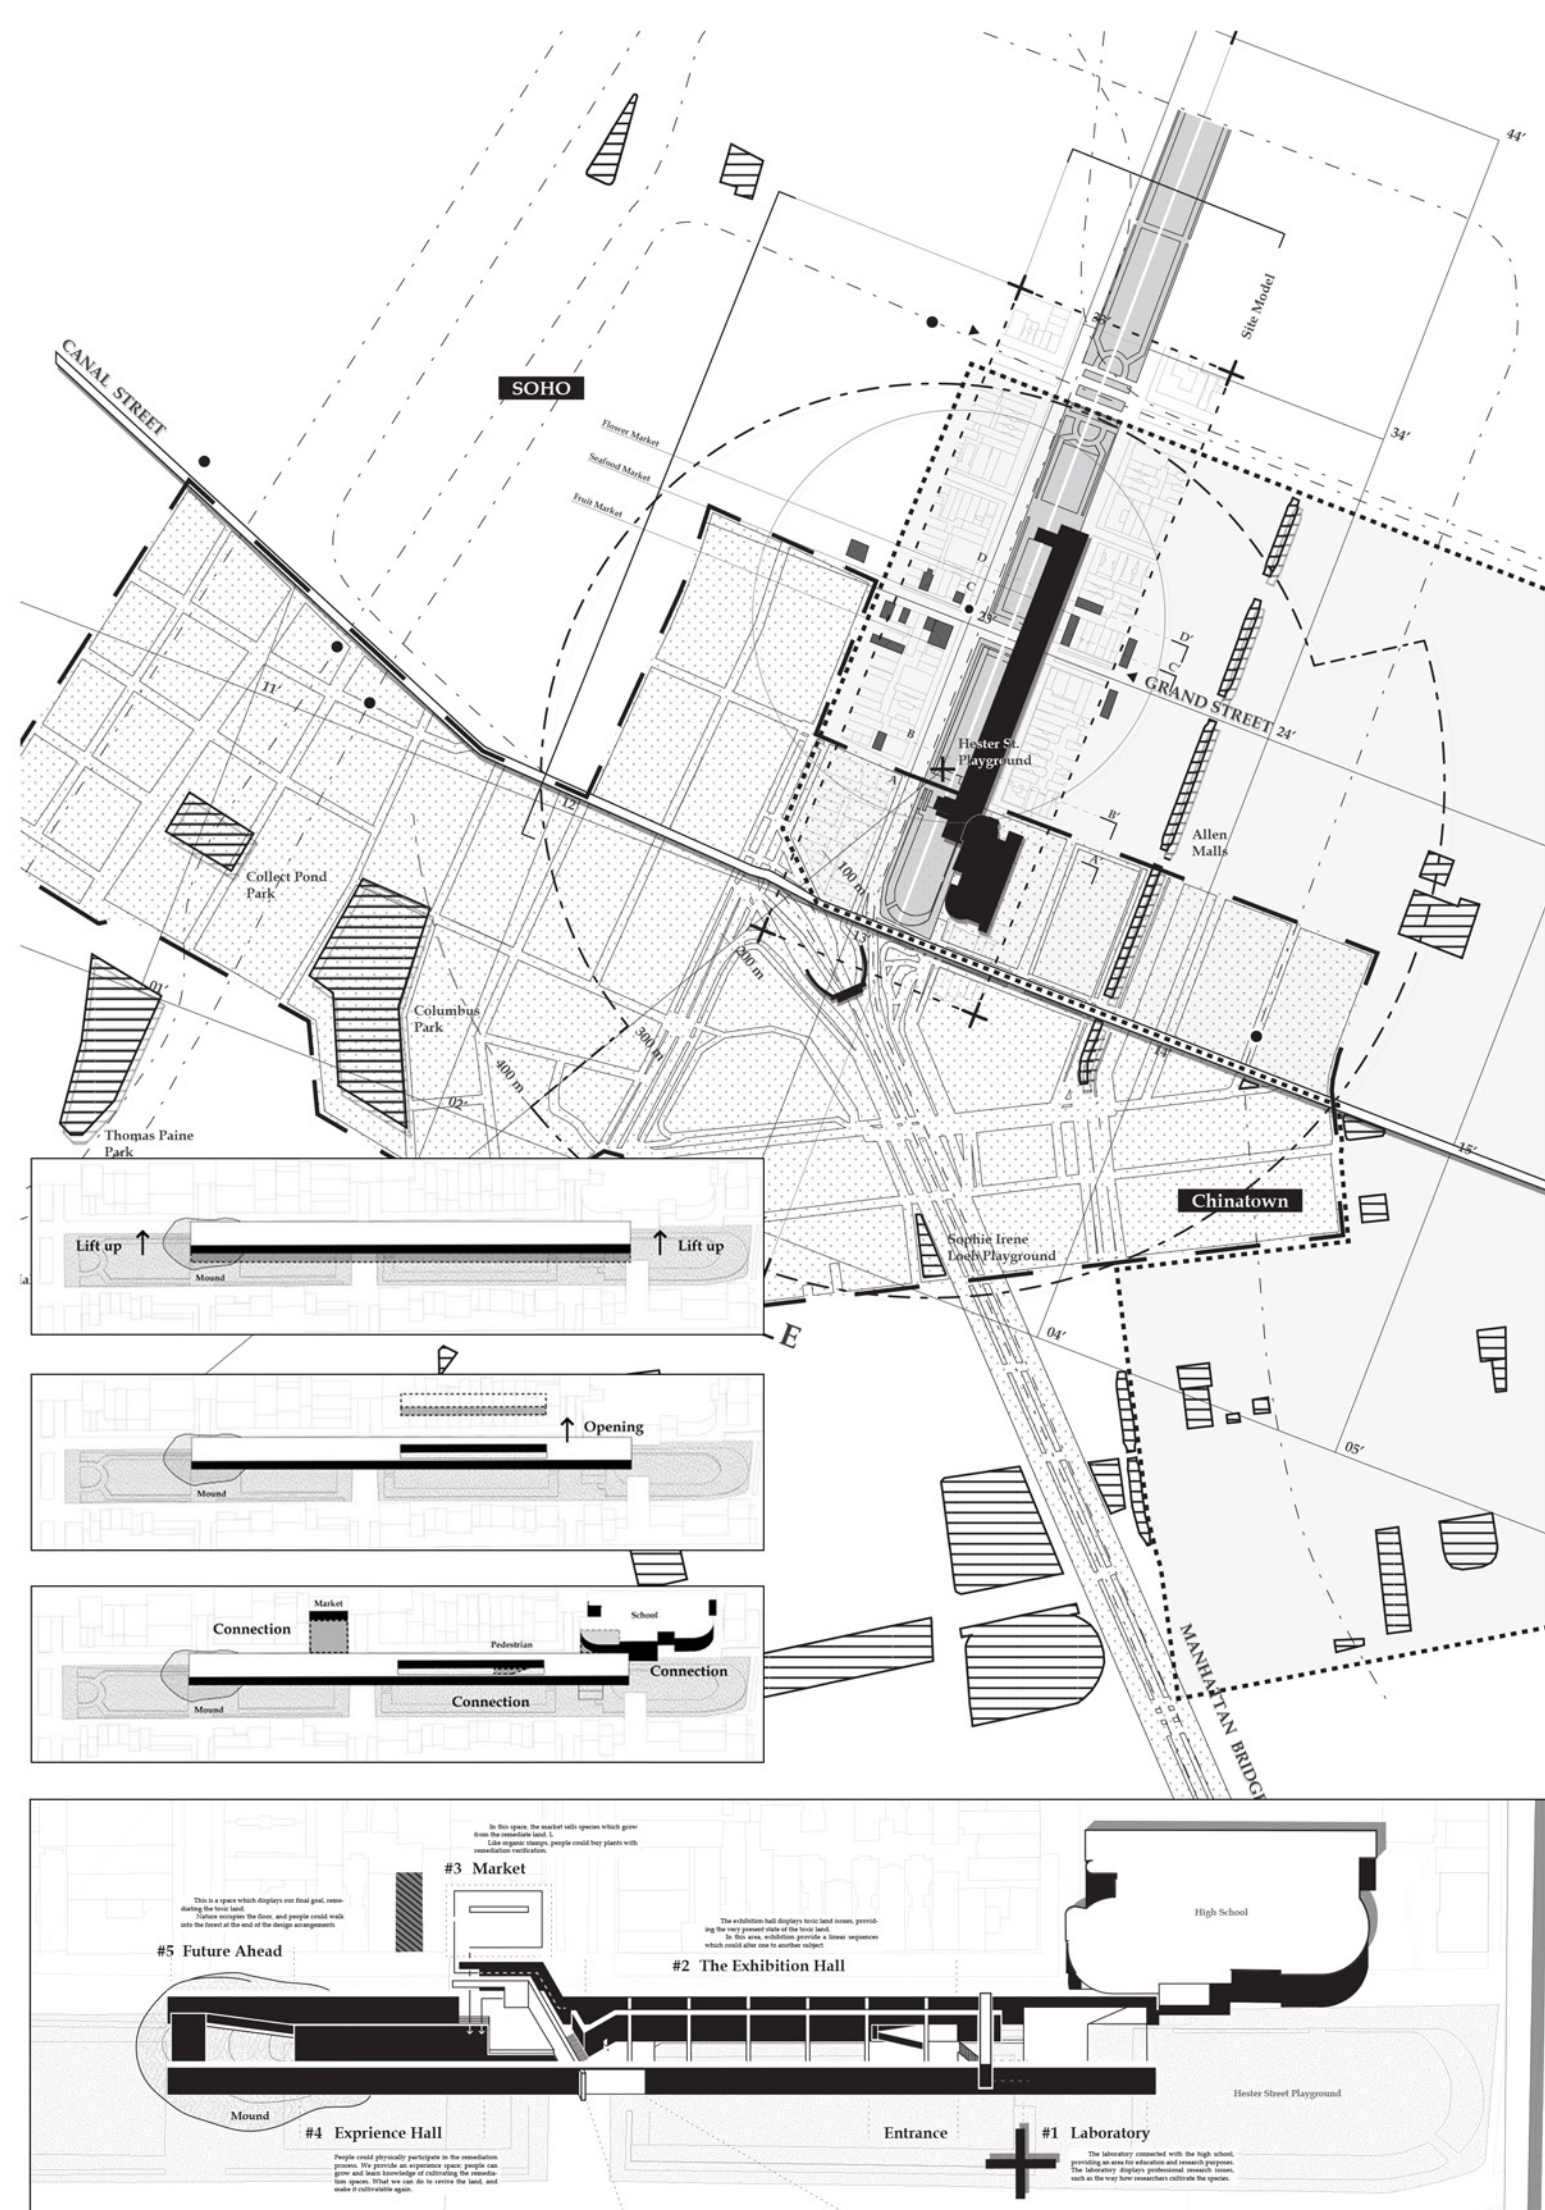 44'
Site Model
35'
34'
CANAL STREET
SOHO
Flower Market
Seafood Market
Fruit Market
D
C
23'
D'
C'
GRAND STREET 24'
11'
B
A
Hester St.
Playground
B'
A'
Allen
Malls
12'
100 m
13'
200 m
300 m
400 m
Collect Pond
Park
01'
Columbus
Park
02'
Thomas Paine
Park
14'
15'
Chinatown
Sophie Irene
Loeb Playground
E
04'
05'
MANHATTAN BRIDGE
Lift up
Lift up
Mound
Opening
Mound
Market
Connection
School
Pedestrian
Connection
Connection
Mound
In this space, the market sells species which grow
from the remediate land. L
Like organic stamps, people could buy plants with
remediation verification.
#3 Market
This is a space which displays our final goal, reme-
diating the toxic land.
Nature occupies the floor, and people could walk
into the forest at the end of the design arrangements
#5 Future Ahead
The exhibition hall displays toxic land issues, provid-
ing the very present state of the toxic land.
In this area, exhibition provide a linear sequences
which could alter one to another subject.
#2 The Exhibition Hall
High School
Hester Street Playground
Mound
#4 Exprience Hall
People could physically participate in the remediation
process. We provide an experience space; people can
grow and learn knowledge of cultivating the remedia-
tion spaces. What we can do to revive the land, and
make it cultivatable again.
Entrance
#1 Laboratory
The laboratory connected with the high school,
providing an area for education and research purposes.
The laboratory displays professional research issues,
such as the way how researchers cultivate the species.